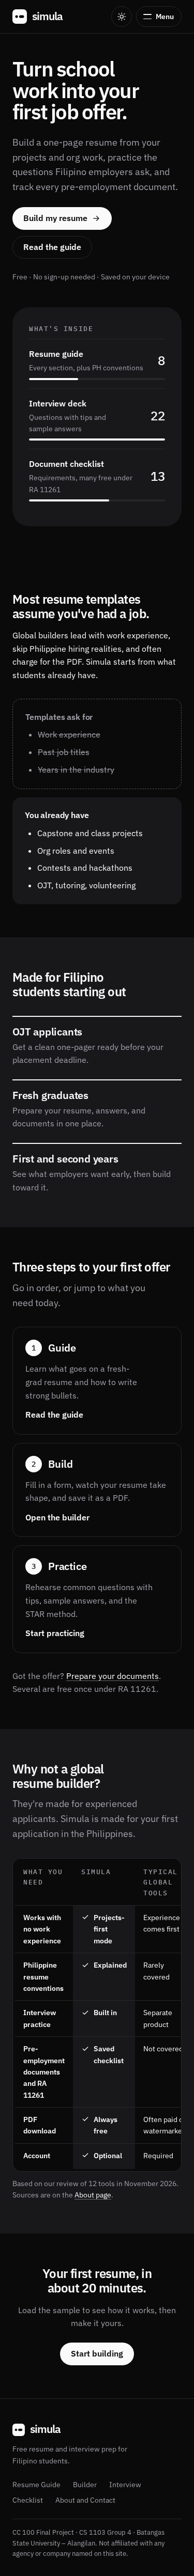 simula
Menu
Turn school
work into your
first job offer.
Build a one-page resume from your
projects and org work, practice the
questions Filipino employers ask, and
track every pre-employment document.
Build my resume →
Read the guide
Free · No sign-up needed · Saved on your device
WHAT'S INSIDE
Resume guide
Every section, plus PH conventions
8
Interview deck
Questions with tips and
sample answers
22
Document checklist
Requirements, many free under
RA 11261
13
Most resume templates
assume you've had a job.
Global builders lead with work experience,
skip Philippine hiring realities, and often
charge for the PDF. Simula starts from what
students already have.
Templates ask for
• Work experience
• Past job titles
• Years in the industry
You already have
• Capstone and class projects
• Org roles and events
• Contests and hackathons
• OJT, tutoring, volunteering
Made for Filipino
students starting out
OJT applicants
Get a clean one-pager ready before your
placement deadline.
Fresh graduates
Prepare your resume, answers, and
documents in one place.
First and second years
See what employers want early, then build
toward it.
Three steps to your first offer
Go in order, or jump to what you
need today.
1 Guide
Learn what goes on a fresh-
grad resume and how to write
strong bullets.
Read the guide
2 Build
Fill in a form, watch your resume take
shape, and save it as a PDF.
Open the builder
3 Practice
Rehearse common questions with
tips, sample answers, and the
STAR method.
Start practicing
Got the offer? Prepare your documents.
Several are free once under RA 11261.
Why not a global
resume builder?
They're made for experienced
applicants. Simula is made for your first
application in the Philippines.
WHAT YOU
NEED
SIMULA
TYPICAL
GLOBAL
TOOLS
Works with
no work
experience
✓ Projects-
first
mode
Experience
comes first
Philippine
resume
conventions
✓ Explained
Rarely
covered
Interview
practice
✓ Built in
Separate
product
Pre-
employment
documents
and RA
11261
✓ Saved
checklist
Not covered
PDF
download
✓ Always
free
Often paid o
watermarke
Account
✓ Optional
Required
Based on our review of 12 tools in November 2026.
Sources are on the About page.
Your first resume, in
about 20 minutes.
Load the sample to see how it works, then
make it yours.
Start building
simula
Free resume and interview prep for
Filipino students.
Resume Guide
Builder
Interview
Checklist
About and Contact
CC 100 Final Project · CS 1103 Group 4 · Batangas
State University – Alangilan. Not affiliated with any
agency or company named on this site.